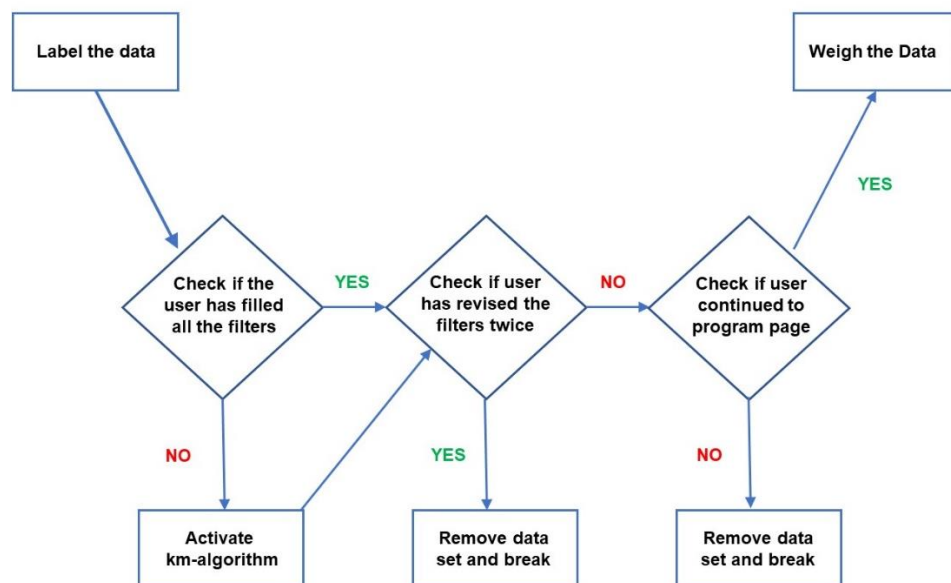 Label the data
Weigh the Data
YES
Check if the
user has filled
all the filters
YES
Check if user
has revised the
filters twice
NO
Check if user
continued to
program page
NO
YES
NO
Activate
km-algorithm
Remove data
set and break
Remove data
set and break